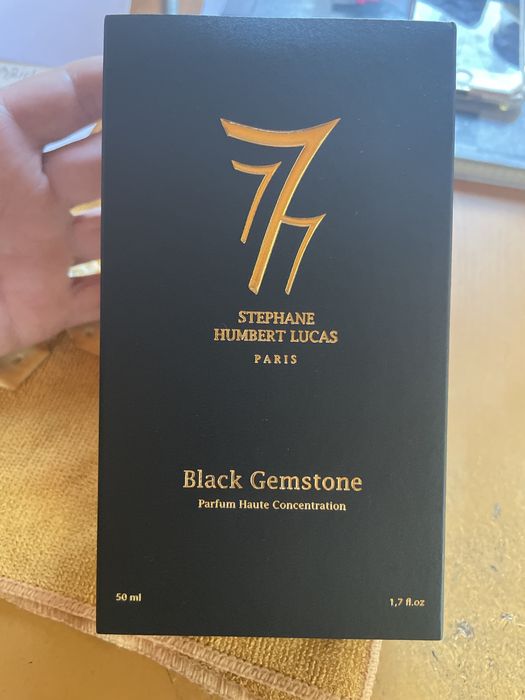 STEPHANE
HUMBERT LUCAS
PARIS
Black Gemstone
Parfum Haute Concentration
50 ml
1,7 fl.oz